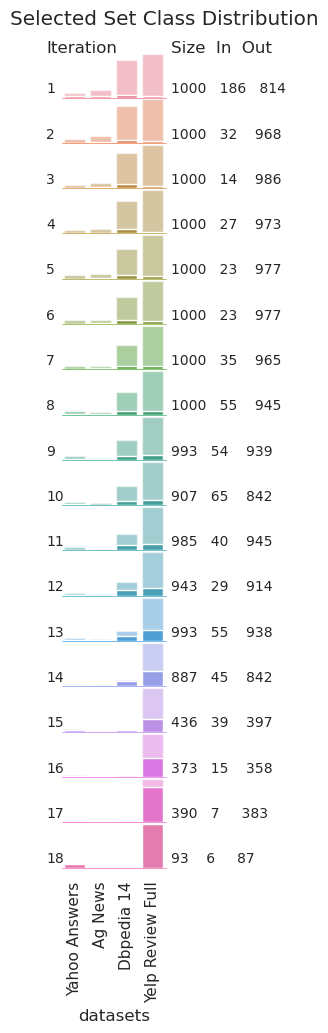 Selected Set Class Distribution
Iteration Size In Out
1 1000 186 814
2 1000 32 968
3 1000 14 986
4 1000 27 973
5 1000 23 977
6 1000 23 977
7 1000 35 965
8 1000 55 945
9 993 54 939
10 907 65 842
11 985 40 945
12 943 29 914
13 993 55 938
14 887 45 842
15 436 39 397
16 373 15 358
17 390 7 383
18 93 6 87
Yahoo Answers
Ag News
Dbpedia 14
Yelp Review Full
datasets